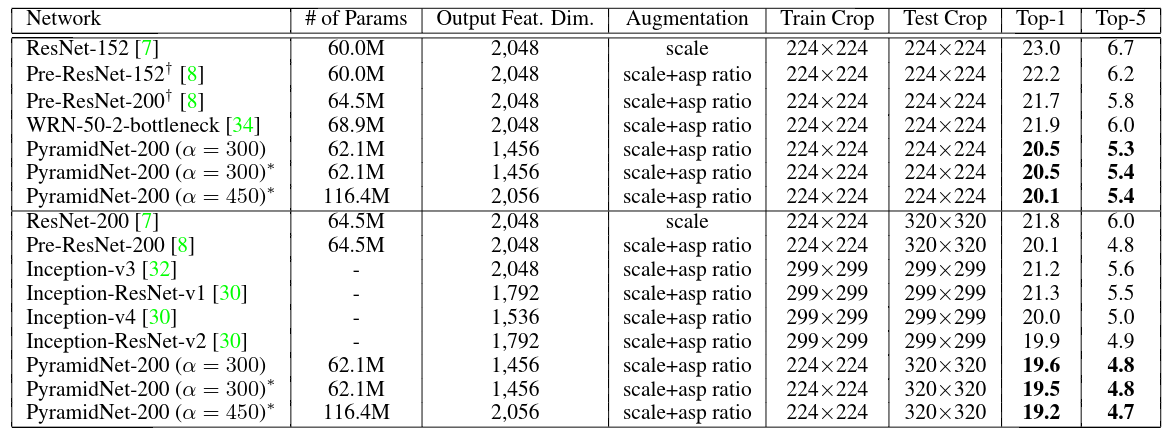 Network # of Params Output Feat. Dim. Augmentation Train Crop Test Crop Top-1 Top-5
ResNet-152 [7] 60.0M 2,048 scale 224×224 224×224 23.0 6.7
Pre-ResNet-152† [8] 60.0M 2,048 scale+asp ratio 224×224 224×224 22.2 6.2
Pre-ResNet-200† [8] 64.5M 2,048 scale+asp ratio 224×224 224×224 21.7 5.8
WRN-50-2-bottleneck [34] 68.9M 2,048 scale+asp ratio 224×224 224×224 21.9 6.0
PyramidNet-200 (α = 300) 62.1M 1,456 scale+asp ratio 224×224 224×224 20.5 5.3
PyramidNet-200 (α = 300)* 62.1M 1,456 scale+asp ratio 224×224 224×224 20.5 5.4
PyramidNet-200 (α = 450)* 116.4M 2,056 scale+asp ratio 224×224 224×224 20.1 5.4
ResNet-200 [7] 64.5M 2,048 scale 224×224 320×320 21.8 6.0
Pre-ResNet-200 [8] 64.5M 2,048 scale+asp ratio 224×224 320×320 20.1 4.8
Inception-v3 [32] - 2,048 scale+asp ratio 299×299 299×299 21.2 5.6
Inception-ResNet-v1 [30] - 1,792 scale+asp ratio 299×299 299×299 21.3 5.5
Inception-v4 [30] - 1,536 scale+asp ratio 299×299 299×299 20.0 5.0
Inception-ResNet-v2 [30] - 1,792 scale+asp ratio 299×299 299×299 19.9 4.9
PyramidNet-200 (α = 300) 62.1M 1,456 scale+asp ratio 224×224 320×320 19.6 4.8
PyramidNet-200 (α = 300)* 62.1M 1,456 scale+asp ratio 224×224 320×320 19.5 4.8
PyramidNet-200 (α = 450)* 116.4M 2,056 scale+asp ratio 224×224 320×320 19.2 4.7